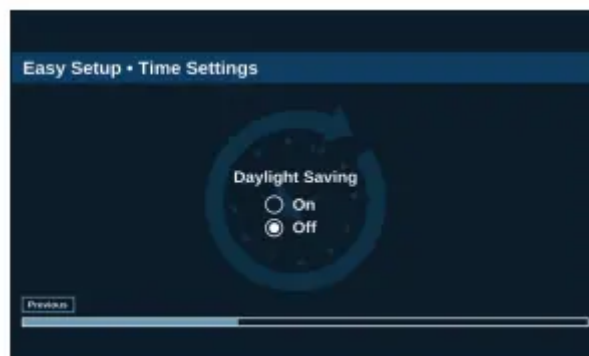 Easy Setup • Time Settings
Daylight Saving
On
Off
Previous